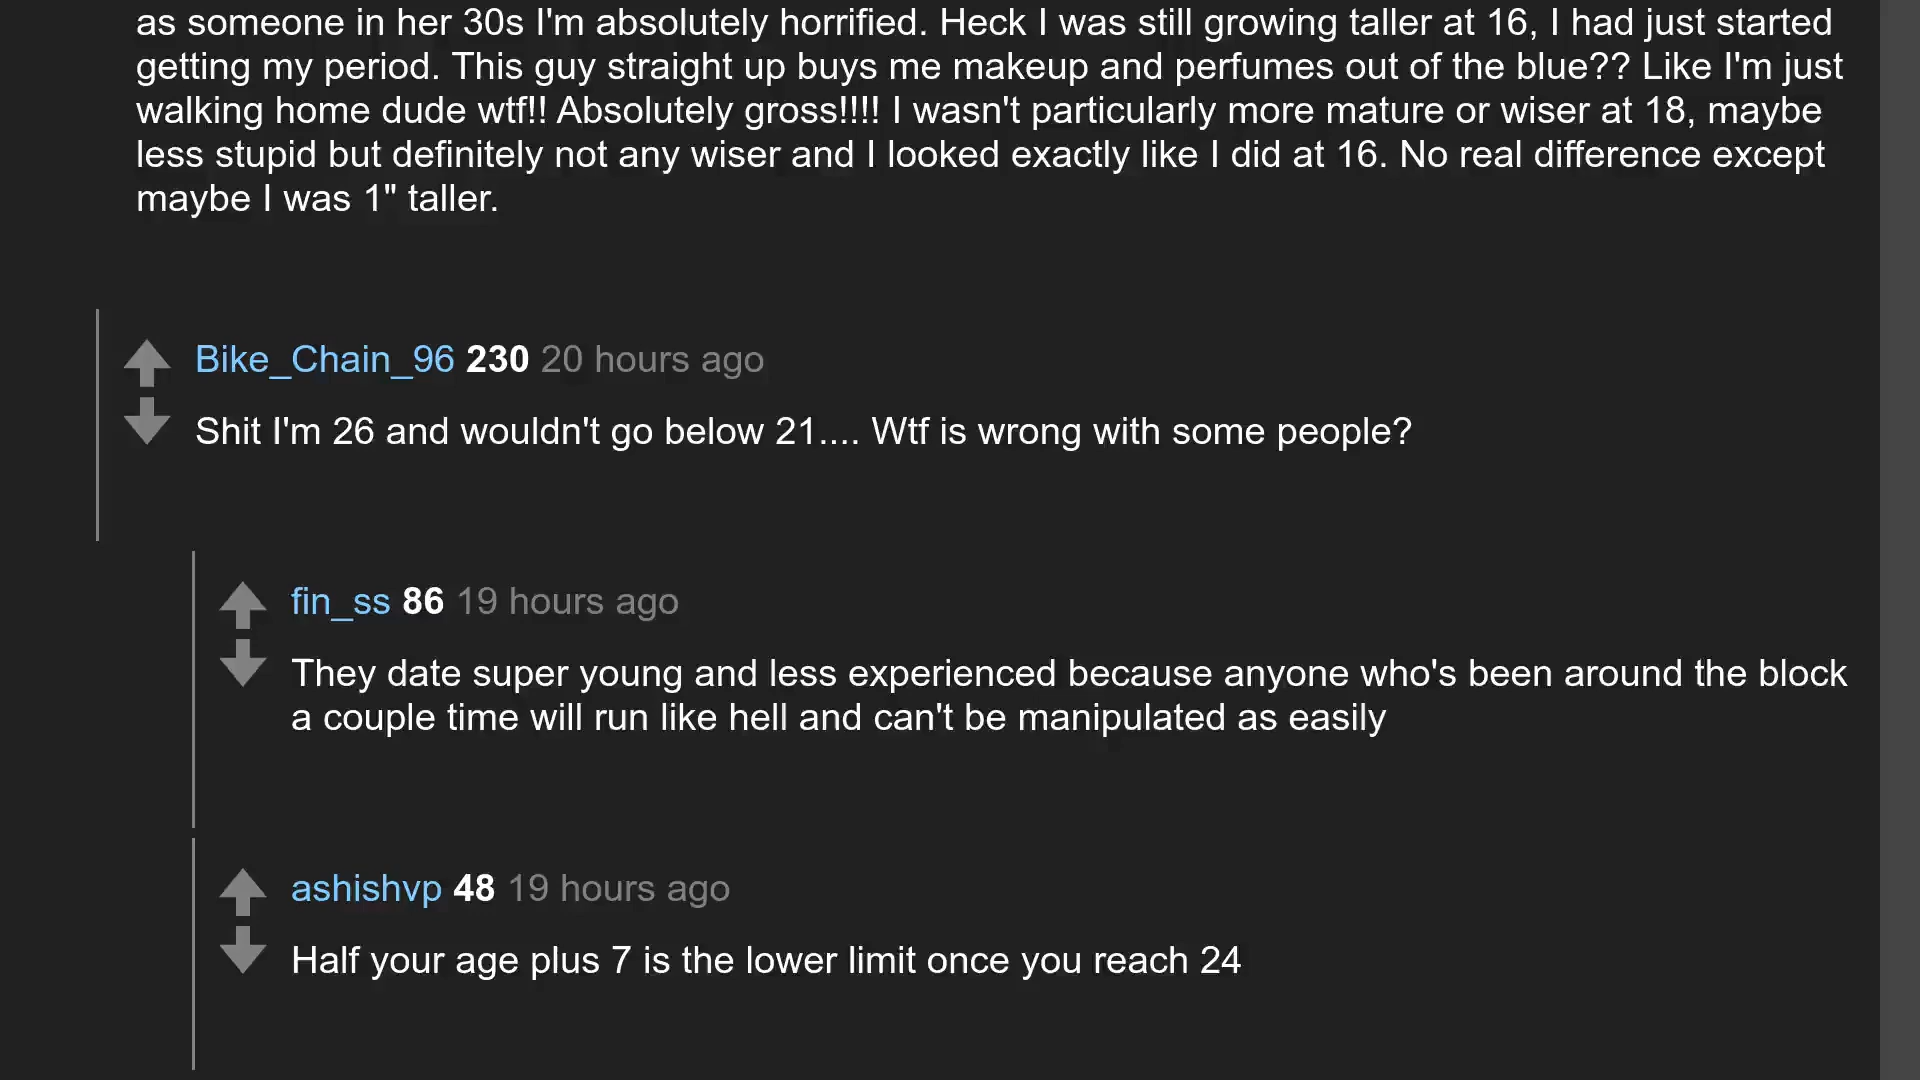 as someone in her 30s I'm absolutely horrified. Heck I was still growing taller at 16, I had just started
getting my period. This guy straight up buys me makeup and perfumes out of the blue?? Like I'm just
walking home dude wtf!! Absolutely gross!!!! I wasn't particularly more mature or wiser at 18, maybe
less stupid but definitely not any wiser and I looked exactly like I did at 16. No real difference except
maybe I was 1" taller.
Bike_Chain_96 230 20 hours ago
Shit I'm 26 and wouldn't go below 21.... Wtf is wrong with some people?
fin_ss 86 19 hours ago
They date super young and less experienced because anyone who's been around the block
a couple time will run like hell and can't be manipulated as easily
ashishvp 48 19 hours ago
Half your age plus 7 is the lower limit once you reach 24